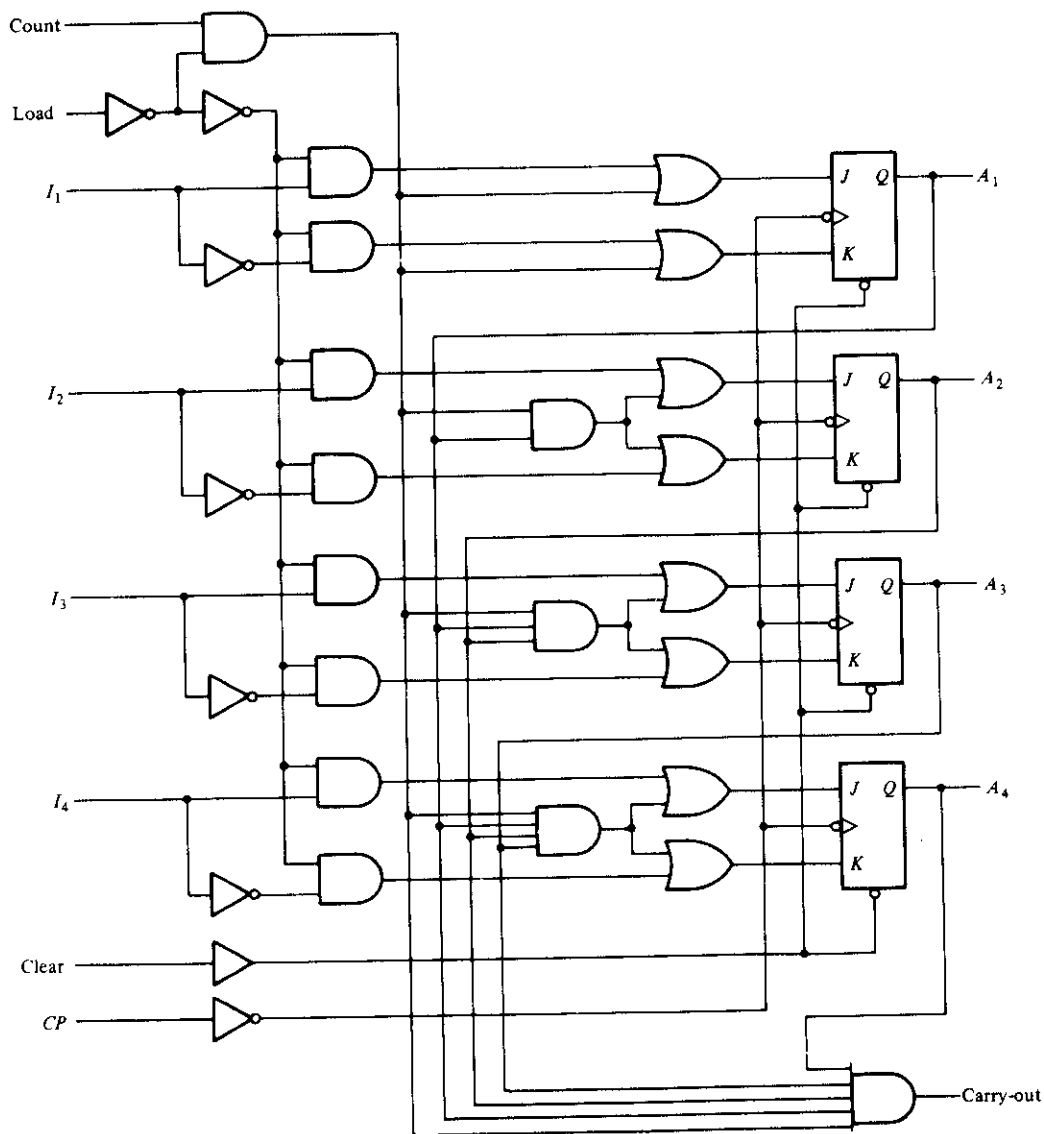 Count
Load
I₁
J Q
K
A₁
I₂
J Q
K
A₂
I₃
J Q
K
A₃
I₄
J Q
K
A₄
Clear
CP
Carry-out